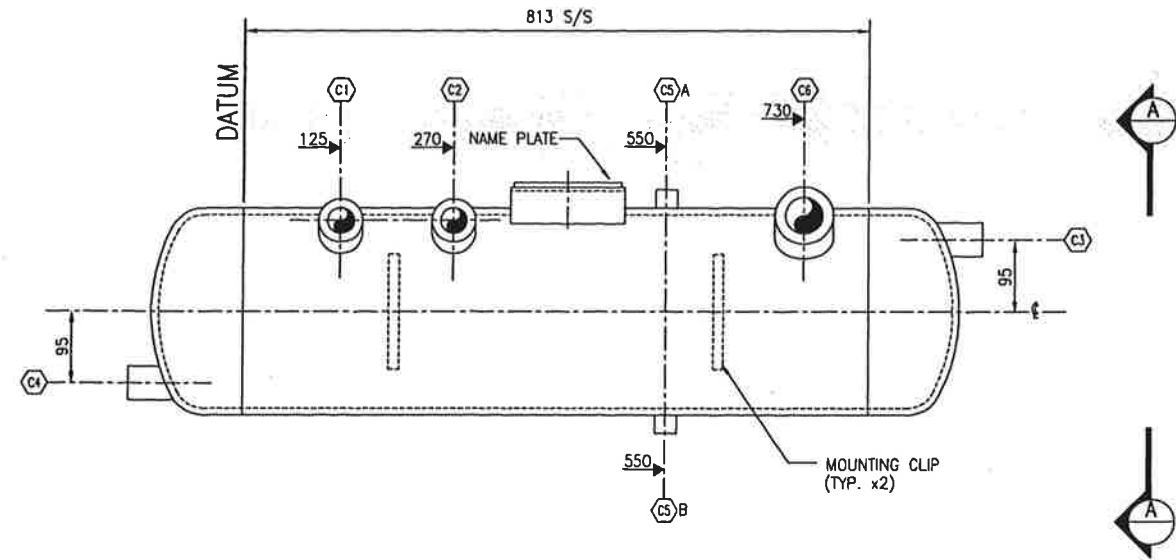 813 S/S
DATUM
C1
C2
C5 A
C6
730
125
270
NAME PLATE
550
A
C3
95
95
C4
550
MOUNTING CLIP
(TYP. x2)
C5 B
A